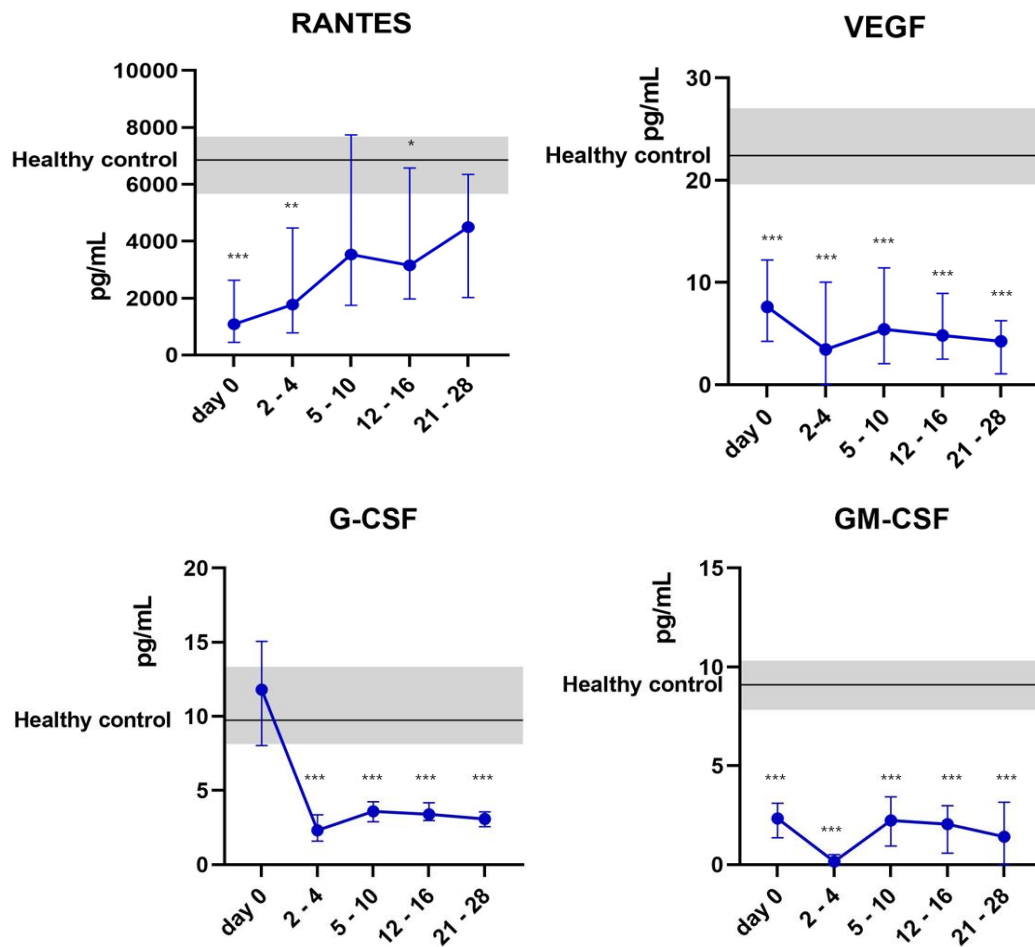 RANTES
10000
8000
Healthy control
6000
4000
2000
0
pg/mL
***
**
*
day 0
2 - 4
5 - 10
12 - 16
21 - 28
VEGF
30
20
10
0
pg/mL
Healthy control
***
***
***
***
***
day 0
2-4
5 - 10
12 - 16
21 - 28
G-CSF
20
15
10
5
0
pg/mL
Healthy control
***
***
***
***
day 0
2 - 4
5 - 10
12 - 16
21 - 28
GM-CSF
15
10
5
0
pg/mL
Healthy control
***
***
***
***
***
day 0
2 - 4
5 - 10
12 - 16
21 - 28